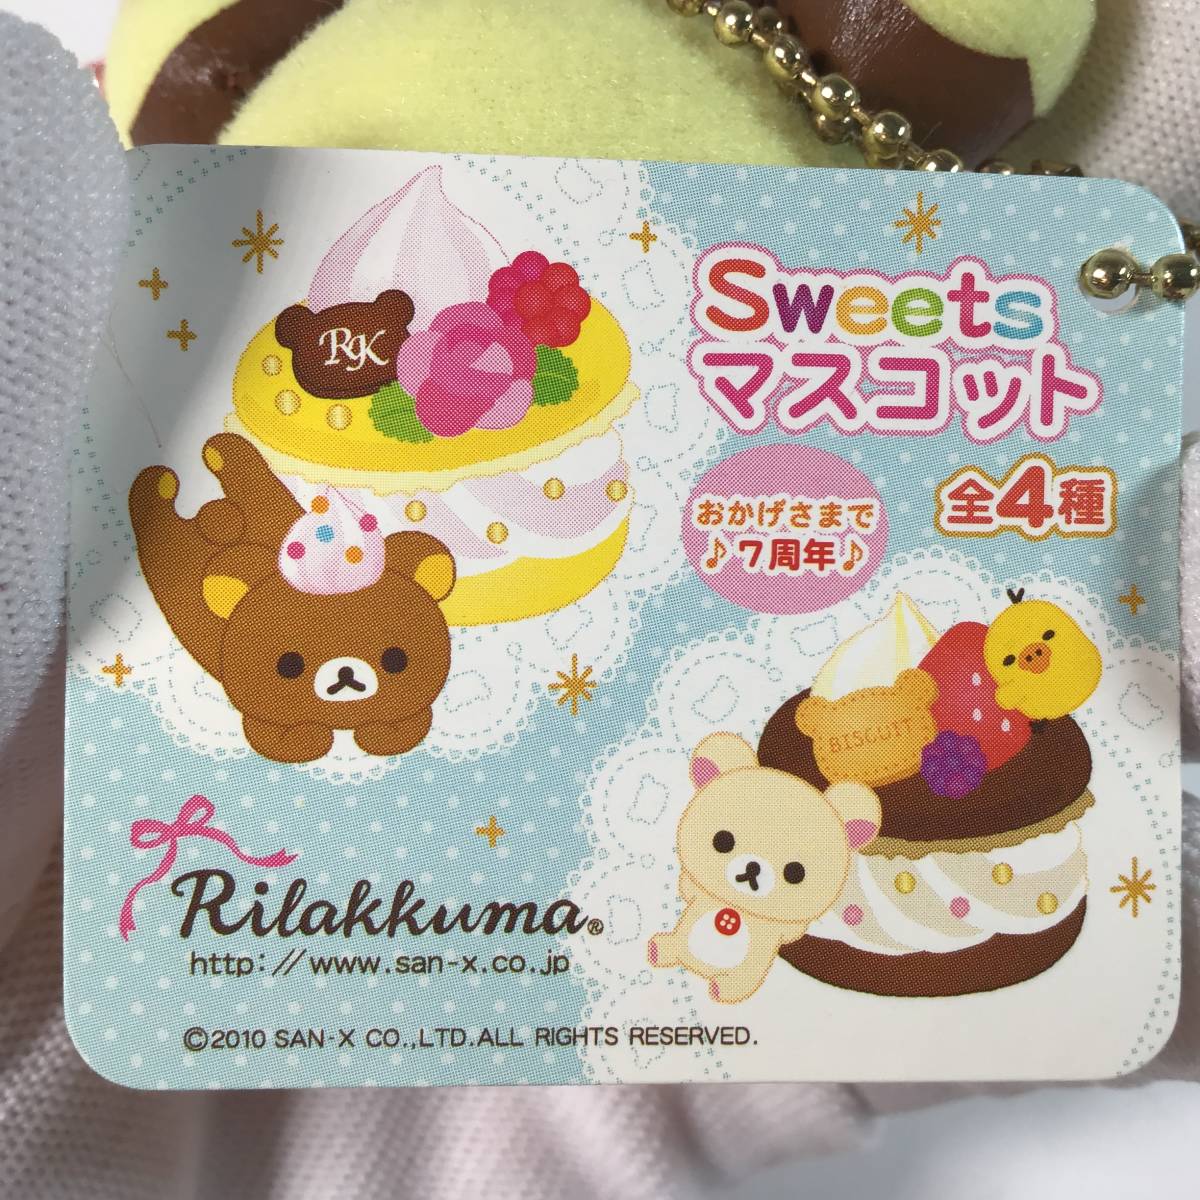 Sweets
マスコット
全4種
おかげさまで
♪7周年♪
RK
BISCUIT
Rilakkuma®
http://www.san-x.co.jp
©2010 SAN-X CO.,LTD.ALL RIGHTS RESERVED.